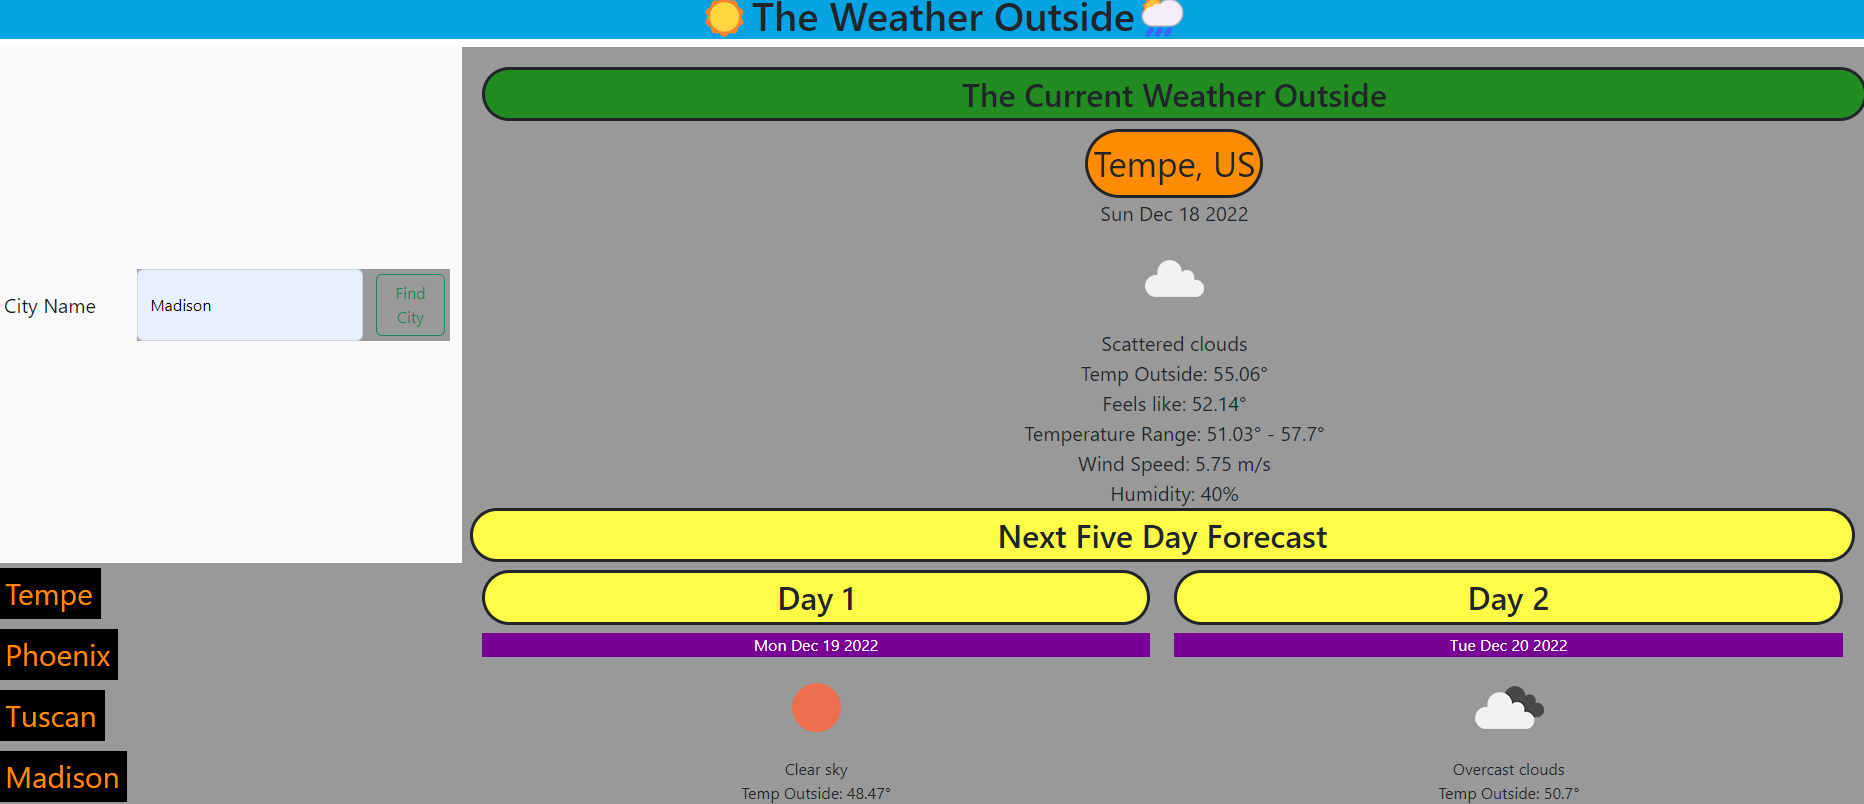 The Weather Outside
City Name
Madison
Find
City
Tempe
Phoenix
Tuscan
Madison
The Current Weather Outside
Tempe, US
Sun Dec 18 2022
Scattered clouds
Temp Outside: 55.06°
Feels like: 52.14°
Temperature Range: 51.03° - 57.7°
Wind Speed: 5.75 m/s
Humidity: 40%
Next Five Day Forecast
Day 1
Mon Dec 19 2022
Clear sky
Temp Outside: 48.47°
Day 2
Tue Dec 20 2022
Overcast clouds
Temp Outside: 50.7°